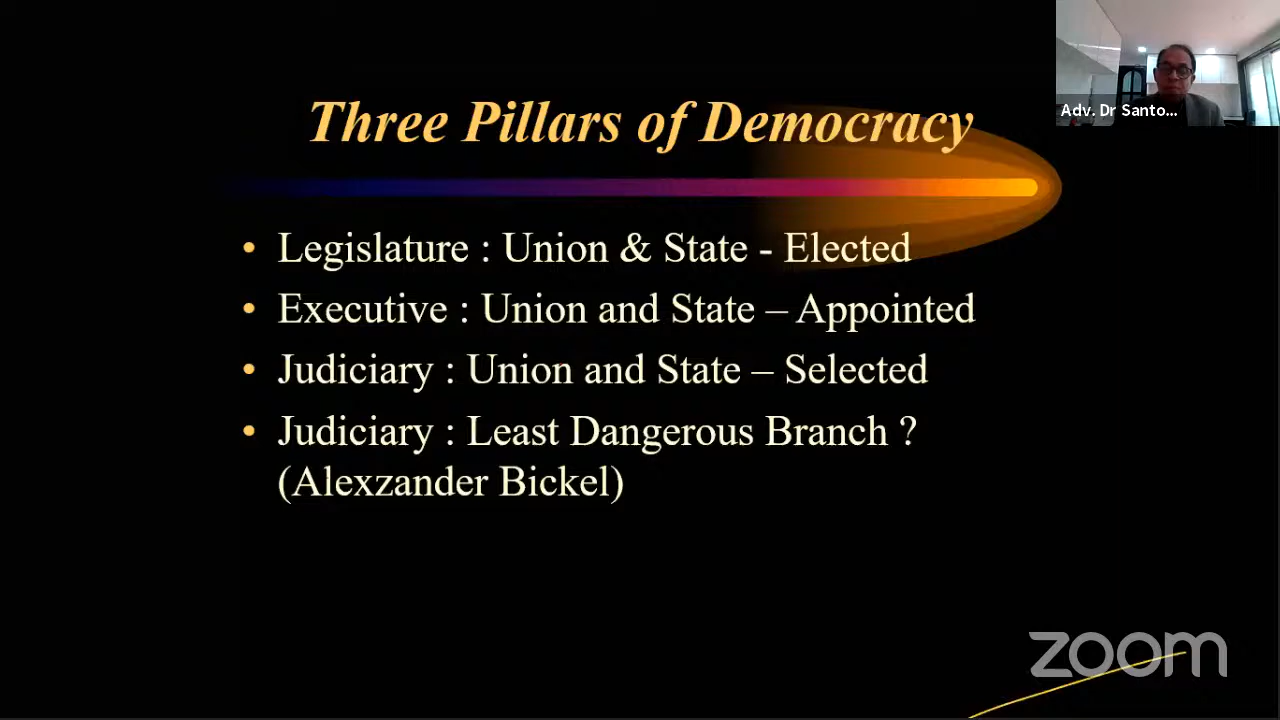 Adv. Dr Santo...
Three Pillars of Democracy
• Legislature : Union & State - Elected
• Executive : Union and State – Appointed
• Judiciary : Union and State – Selected
• Judiciary : Least Dangerous Branch ?
(Alexzander Bickel)
zoom